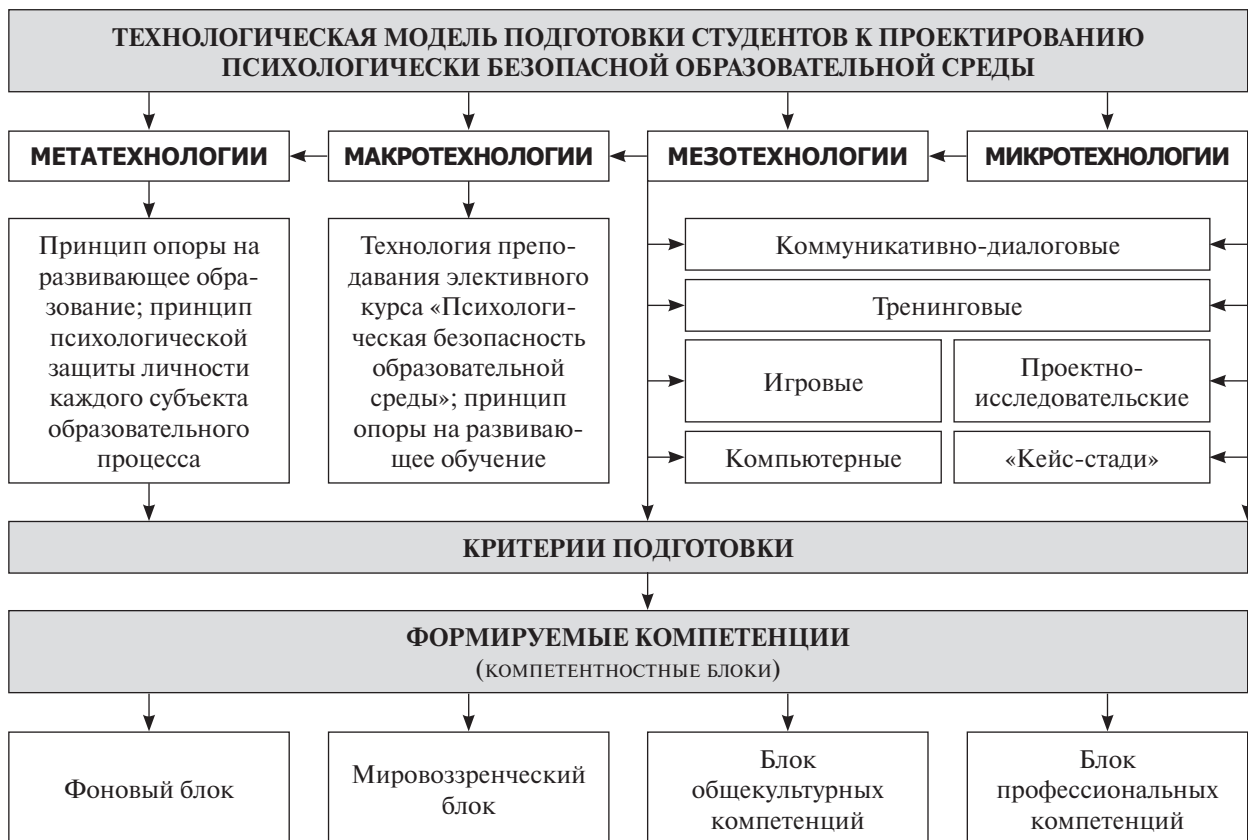 ТЕХНОЛОГИЧЕСКАЯ МОДЕЛЬ ПОДГОТОВКИ СТУДЕНТОВ К ПРОЕКТИРОВАНИЮ
ПСИХОЛОГИЧЕСКИ БЕЗОПАСНОЙ ОБРАЗОВАТЕЛЬНОЙ СРЕДЫ
МЕТАТЕХНОЛОГИИ
МАКРОТЕХНОЛОГИИ
МЕЗОТЕХНОЛОГИИ
МИКРОТЕХНОЛОГИИ
Принцип опоры на
развивающее обра-
зование; принцип
психологической
защиты личности
каждого субъекта
образовательного
процесса
Технология препо-
давания элективного
курса «Психологи-
ческая безопасность
образовательной
среды»; принцип
опоры на развиваю-
щее обучение
Коммуникативно-диалоговые
Тренинговые
Игровые
Проектно-
исследовательские
Компьютерные
«Кейс-стади»
КРИТЕРИИ ПОДГОТОВКИ
ФОРМИРУЕМЫЕ КОМПЕТЕНЦИИ
(КОМПЕТЕНТНОСТНЫЕ БЛОКИ)
Фоновый блок
Мировоззренческий
блок
Блок
общекультурных
компетенций
Блок
профессиональных
компетенций